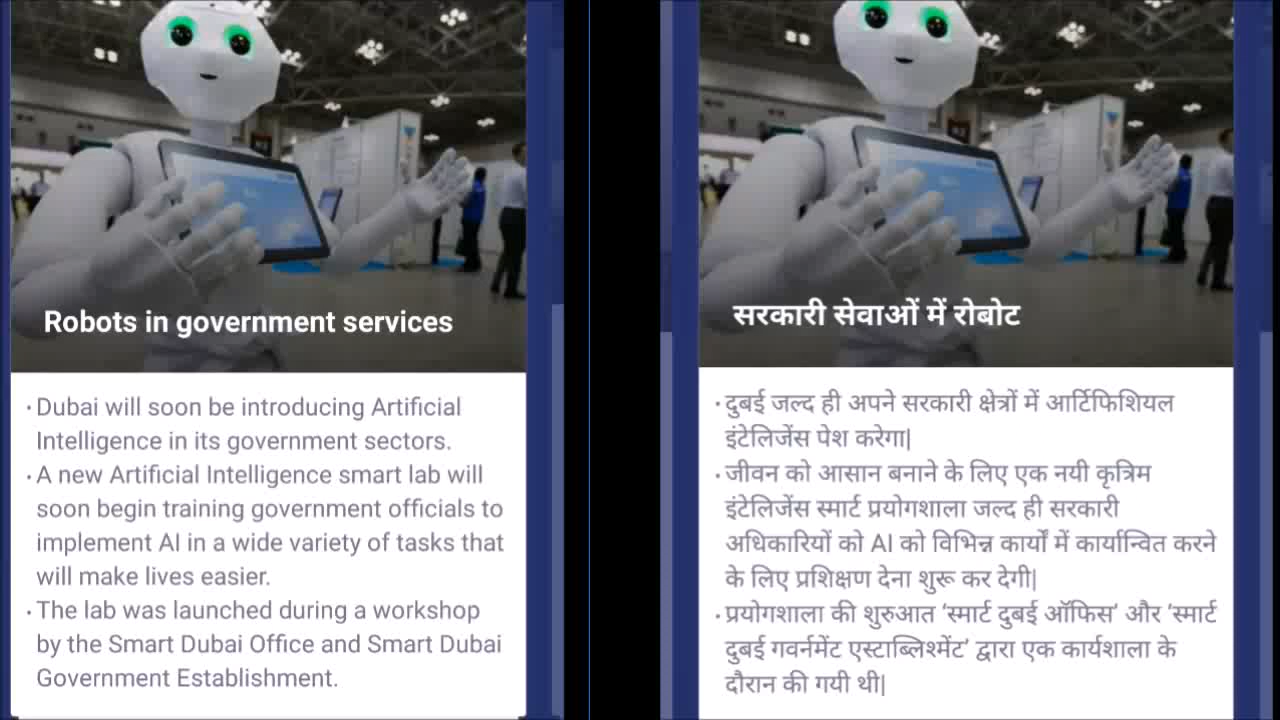 Robots in government services
• Dubai will soon be introducing Artificial
Intelligence in its government sectors.
• A new Artificial Intelligence smart lab will
soon begin training government officials to
implement AI in a wide variety of tasks that
will make lives easier.
• The lab was launched during a workshop
by the Smart Dubai Office and Smart Dubai
Government Establishment.
सरकारी सेवाओं में रोबोट
• दुबई जल्द ही अपने सरकारी क्षेत्रों में आर्टिफिशियल
इंटेलिजेंस पेश करेगा|
• जीवन को आसान बनाने के लिए एक नयी कृत्रिम
इंटेलिजेंस स्मार्ट प्रयोगशाला जल्द ही सरकारी
अधिकारियों को AI को विभिन्न कार्यों में कार्यान्वित करने
के लिए प्रशिक्षण देना शुरू कर देगी|
• प्रयोगशाला की शुरुआत ‘स्मार्ट दुबई ऑफिस’ और ‘स्मार्ट
दुबई गवर्नमेंट एस्टाब्लिश्मेंट’ द्वारा एक कार्यशाला के
दौरान की गयी थी|